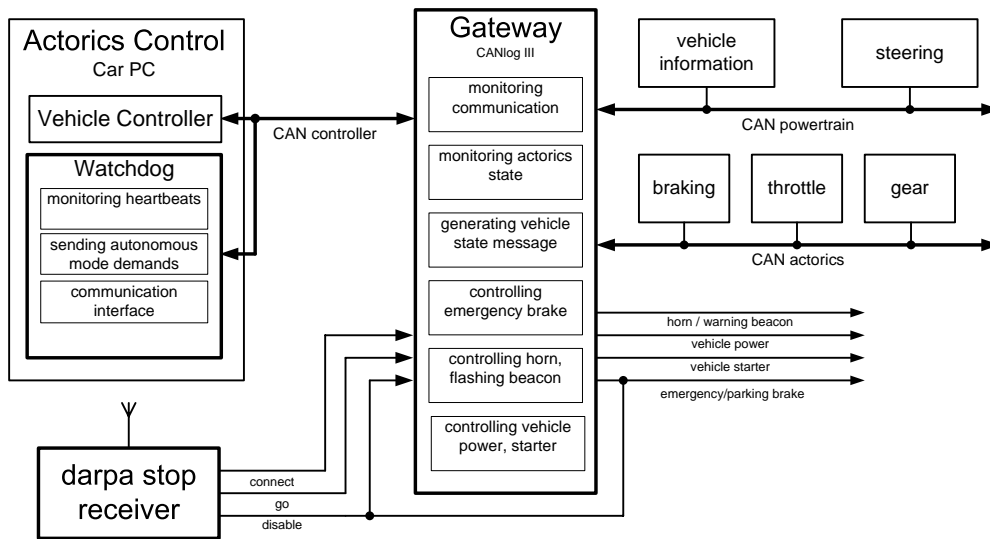 Actorics Control
Car PC
Vehicle Controller
Watchdog
monitoring heartbeats
sending autonomous
mode demands
communication
interface
CAN controller
darpa stop
receiver
connect
go
disable
Gateway
CANlog III
monitoring
communication
monitoring actorics
state
generating vehicle
state message
controlling
emergency brake
controlling horn,
flashing beacon
controlling vehicle
power, starter
vehicle
information
steering
CAN powertrain
braking
throttle
gear
CAN actorics
horn / warning beacon
vehicle power
vehicle starter
emergency/parking brake